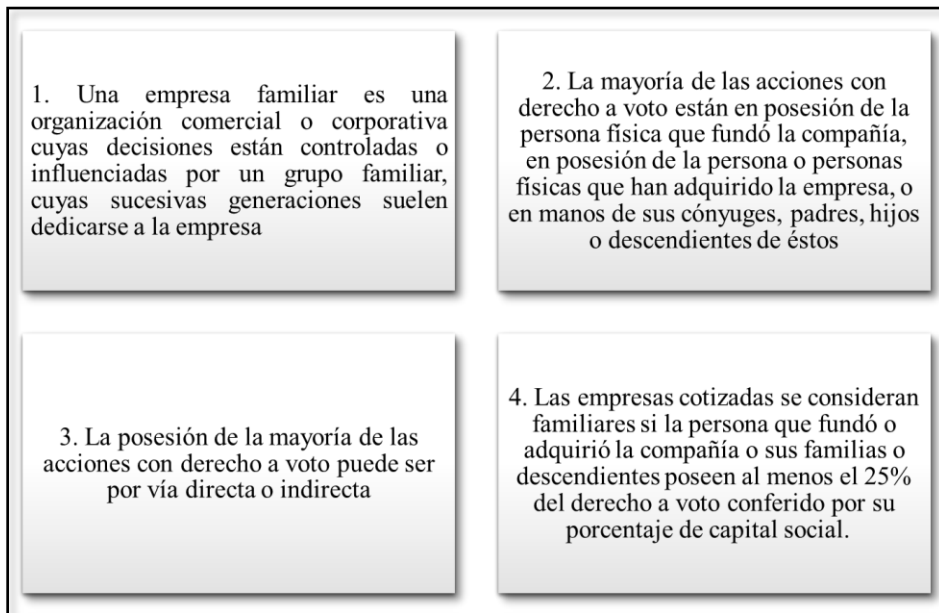 1. Una empresa familiar es una
organización comercial o corporativa
cuyas decisiones están controladas o
influenciadas por un grupo familiar,
cuyas sucesivas generaciones suelen
dedicarse a la empresa
2. La mayoría de las acciones con
derecho a voto están en posesión de la
persona física que fundó la compañía,
en posesión de la persona o personas
físicas que han adquirido la empresa, o
en manos de sus cónyuges, padres, hijos
o descendientes de éstos
3. La posesión de la mayoría de las
acciones con derecho a voto puede ser
por vía directa o indirecta
4. Las empresas cotizadas se consideran
familiares si la persona que fundó o
adquirió la compañía o sus familias o
descendientes poseen al menos el 25%
del derecho a voto conferido por su
porcentaje de capital social.